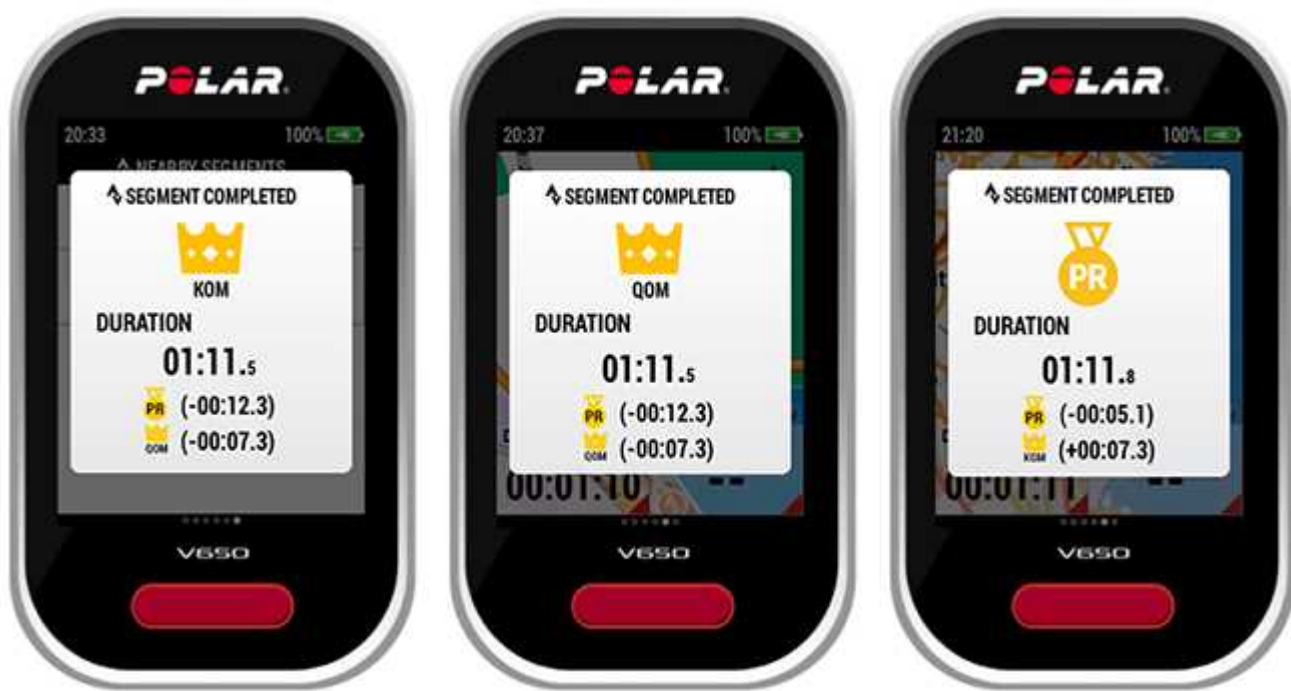 POLAR
20:33 100%
NEARBY SEGMENTS
SEGMENT COMPLETED
KOM
DURATION
01:11.5
PR (-00:12.3)
QOM (-00:07.3)
V650
POLAR
20:37 100%
SEGMENT COMPLETED
QOM
DURATION
01:11.5
PR (-00:12.3)
QOM (-00:07.3)
00:01:10
V650
POLAR
21:20 100%
SEGMENT COMPLETED
PR
DURATION
01:11.8
PR (-00:05.1)
KOM (+00:07.3)
00:01:11
V650